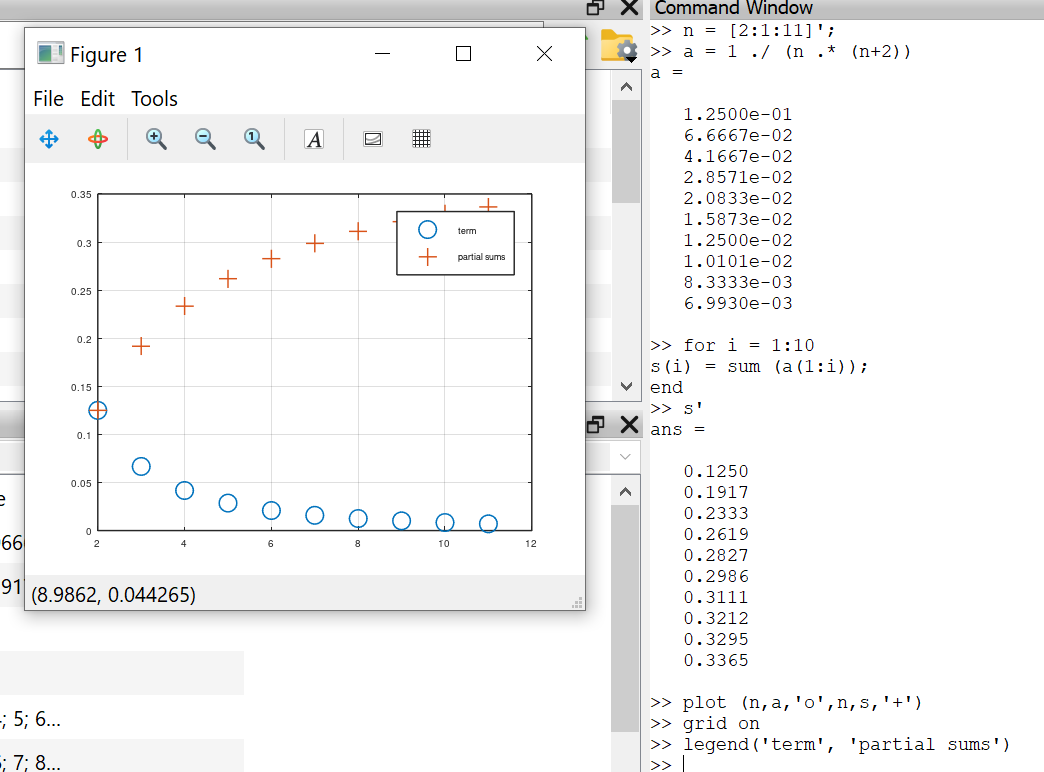 Figure 1
File Edit Tools
A
0.35
0.3
0.25
0.2
0.15
0.1
0.05
0
2 4 6 8 10 12
term
partial sums
(8.9862, 0.044265)
e
66
91
; 5; 6...
; 7; 8...
Command Window
>> n = [2:1:11]';
>> a = 1 ./ (n .* (n+2))
a =
1.2500e-01
6.6667e-02
4.1667e-02
2.8571e-02
2.0833e-02
1.5873e-02
1.2500e-02
1.0101e-02
8.3333e-03
6.9930e-03
>> for i = 1:10
s(i) = sum (a(1:i));
end
>> s'
ans =
0.1250
0.1917
0.2333
0.2619
0.2827
0.2986
0.3111
0.3212
0.3295
0.3365
>> plot (n,a,'o',n,s,'+')
>> grid on
>> legend('term', 'partial sums')
>>